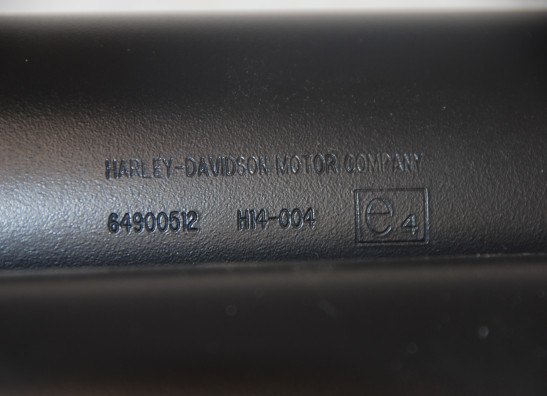 HARLEY-DAVIDSON MOTOR COMPANY
64900512 H14-004 e4